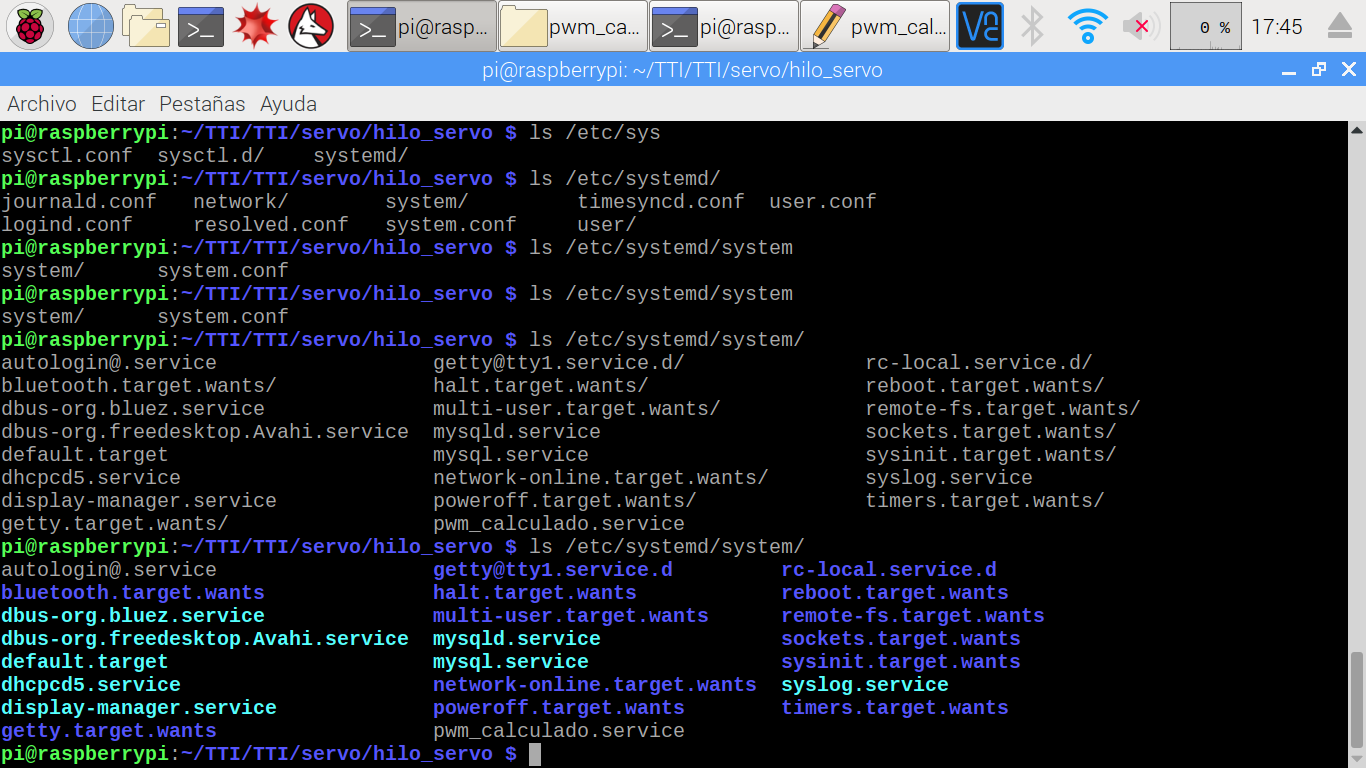 pi@rasp... pwm_ca... pi@rasp... pwm_cal... 0 % 17:45
pi@raspberrypi: ~/TTI/TTI/servo/hilo_servo
Archivo Editar Pestañas Ayuda
pi@raspberrypi:~/TTI/TTI/servo/hilo_servo $ ls /etc/sys
sysctl.conf  sysctl.d/    systemd/
pi@raspberrypi:~/TTI/TTI/servo/hilo_servo $ ls /etc/systemd/
journald.conf   network/        system/         timesyncd.conf  user.conf
logind.conf     resolved.conf   system.conf     user/
pi@raspberrypi:~/TTI/TTI/servo/hilo_servo $ ls /etc/systemd/system
system/      system.conf
pi@raspberrypi:~/TTI/TTI/servo/hilo_servo $ ls /etc/systemd/system
system/      system.conf
pi@raspberrypi:~/TTI/TTI/servo/hilo_servo $ ls /etc/systemd/system/
autologin@.service                  getty@tty1.service.d/               rc-local.service.d/
bluetooth.target.wants/             halt.target.wants/                  reboot.target.wants/
dbus-org.bluez.service              multi-user.target.wants/            remote-fs.target.wants/
dbus-org.freedesktop.Avahi.service  mysqld.service                      sockets.target.wants/
default.target                      mysql.service                       sysinit.target.wants/
dhcpcd5.service                     network-online.target.wants/        syslog.service
display-manager.service             poweroff.target.wants/              timers.target.wants/
getty.target.wants/                 pwm_calculado.service
pi@raspberrypi:~/TTI/TTI/servo/hilo_servo $ ls /etc/systemd/system/
autologin@.service                  getty@tty1.service.d         rc-local.service.d
bluetooth.target.wants              halt.target.wants            reboot.target.wants
dbus-org.bluez.service              multi-user.target.wants      remote-fs.target.wants
dbus-org.freedesktop.Avahi.service  mysqld.service               sockets.target.wants
default.target                      mysql.service                sysinit.target.wants
dhcpcd5.service                     network-online.target.wants  syslog.service
display-manager.service             poweroff.target.wants        timers.target.wants
getty.target.wants                  pwm_calculado.service
pi@raspberrypi:~/TTI/TTI/servo/hilo_servo $